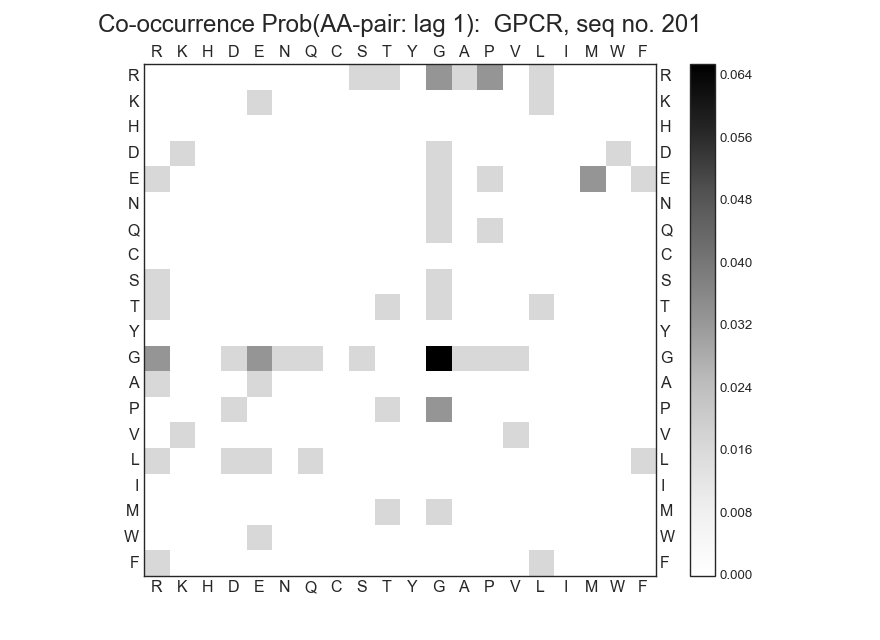 Co-occurrence Prob(AA-pair: lag 1):  GPCR, seq no. 201
R K H D E N Q C S T Y G A P V L I M W F
R R 0.064
K K
H H 0.056
D D
E E 0.048
N N
Q Q 0.040
C C
S S
T T 0.032
Y Y
G G 0.024
A A
P P
V V 0.016
L L
I I 0.008
M M
W W
F F 0.000
R K H D E N Q C S T Y G A P V L I M W F